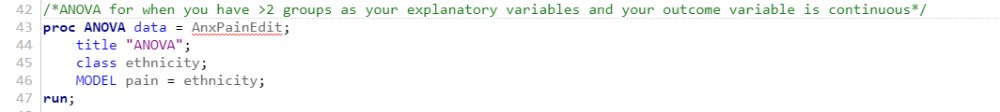 42 /*ANOVA for when you have >2 groups as your explanatory variables and your outcome variable is continuous*/
43 proc ANOVA data = AnxPainEdit;
44 title "ANOVA";
45 class ethnicity;
46 MODEL pain = ethnicity;
47 run;